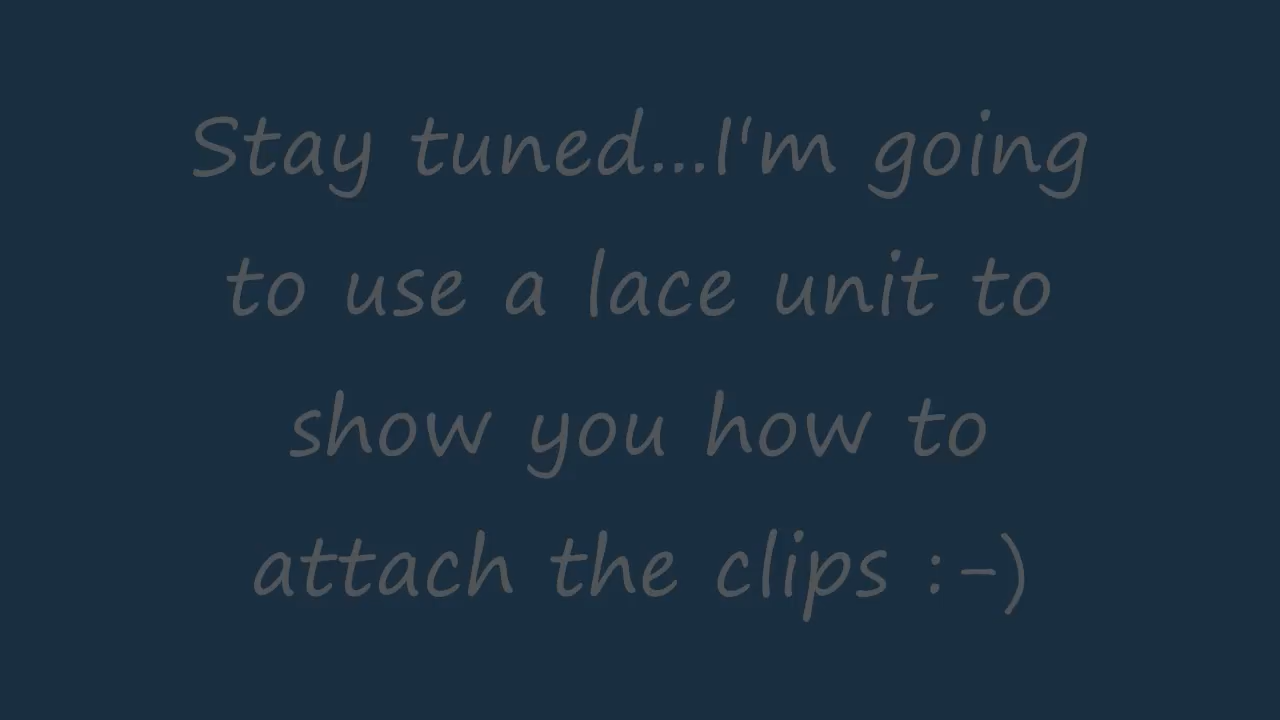 Stay tuned...I'm going
to use a lace unit to
show you how to
attach the clips :-)